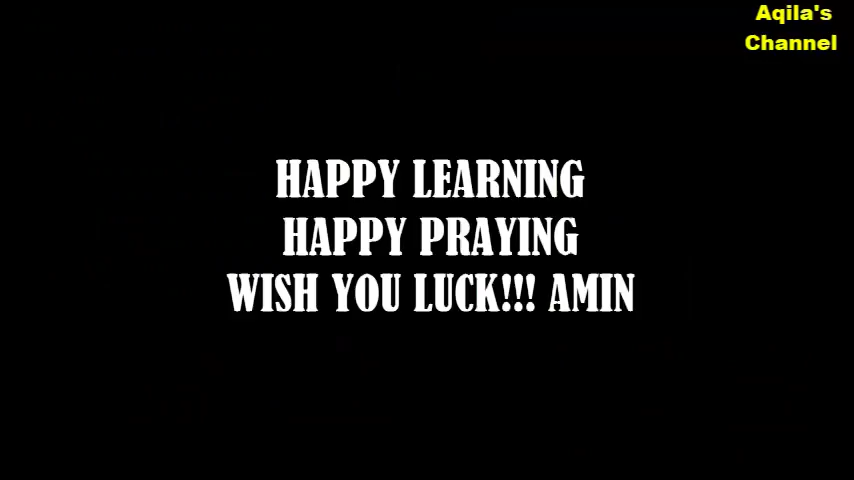 Aqila's
Channel
HAPPY LEARNING
HAPPY PRAYING
WISH YOU LUCK!!! AMIN